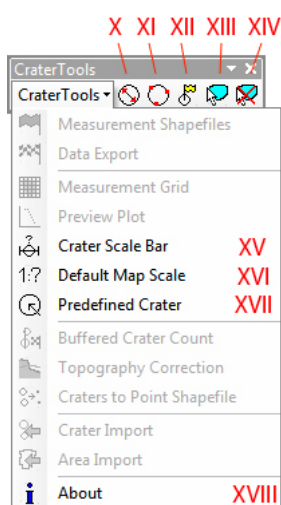 X XI XII XIII XIV
CraterTools
CraterTools
Measurement Shapefiles
Data Export
Measurement Grid
Preview Plot
Crater Scale Bar XV
1:? Default Map Scale XVI
Predefined Crater XVII
Buffered Crater Count
Topography Correction
Craters to Point Shapefile
Crater Import
Area Import
i About XVIII